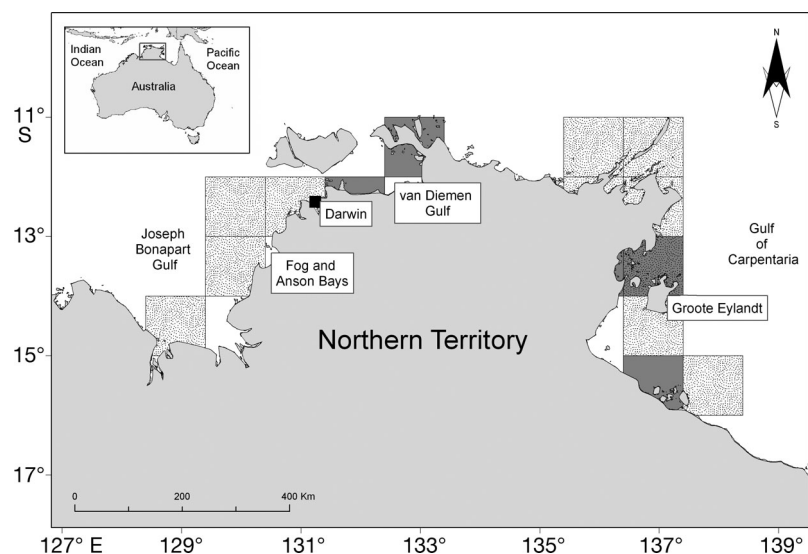 Indian
Ocean
Pacific
Ocean
Australia
N
S
11°
S
13°
15°
17°
van Diemen
Gulf
Darwin
Joseph
Bonapart
Gulf
Fog and
Anson Bays
Gulf
of
Carpentaria
Groote Eylandt
Northern Territory
0 200 400 Km
127° E 129° 131° 133° 135° 137° 139°